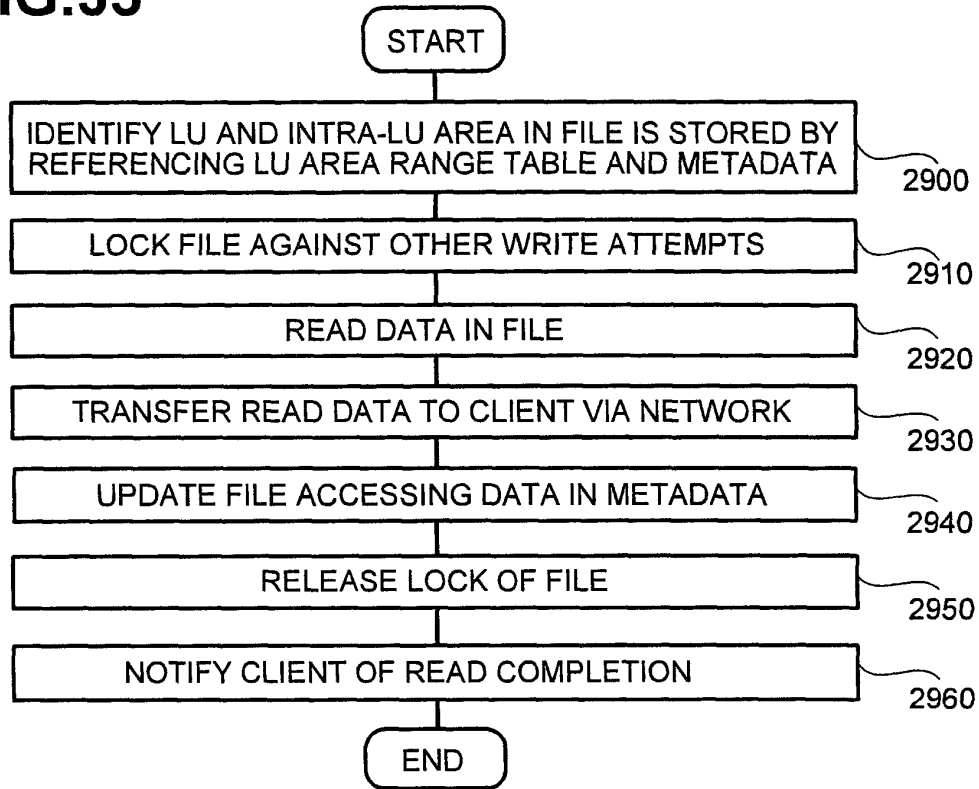 START
IDENTIFY LU AND INTRA-LU AREA IN FILE IS STORED BY
REFERENCING LU AREA RANGE TABLE AND METADATA
2900
LOCK FILE AGAINST OTHER WRITE ATTEMPTS
2910
READ DATA IN FILE
2920
TRANSFER READ DATA TO CLIENT VIA NETWORK
2930
UPDATE FILE ACCESSING DATA IN METADATA
2940
RELEASE LOCK OF FILE
2950
NOTIFY CLIENT OF READ COMPLETION
2960
END